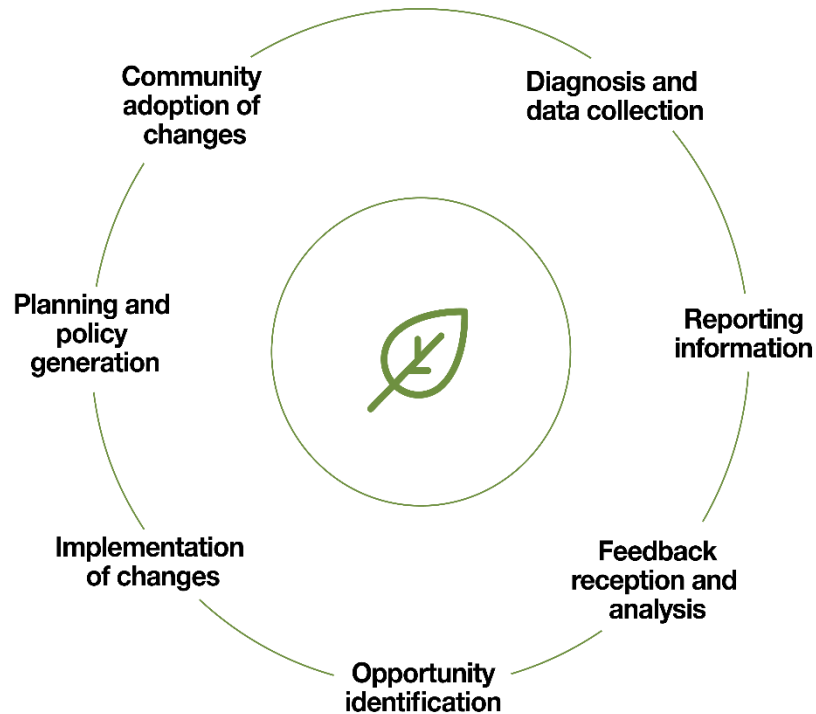 Community
adoption of
changes
Diagnosis and
data collection
Planning and
policy
generation
Reporting
information
Implementation
of changes
Feedback
reception and
analysis
Opportunity
identification